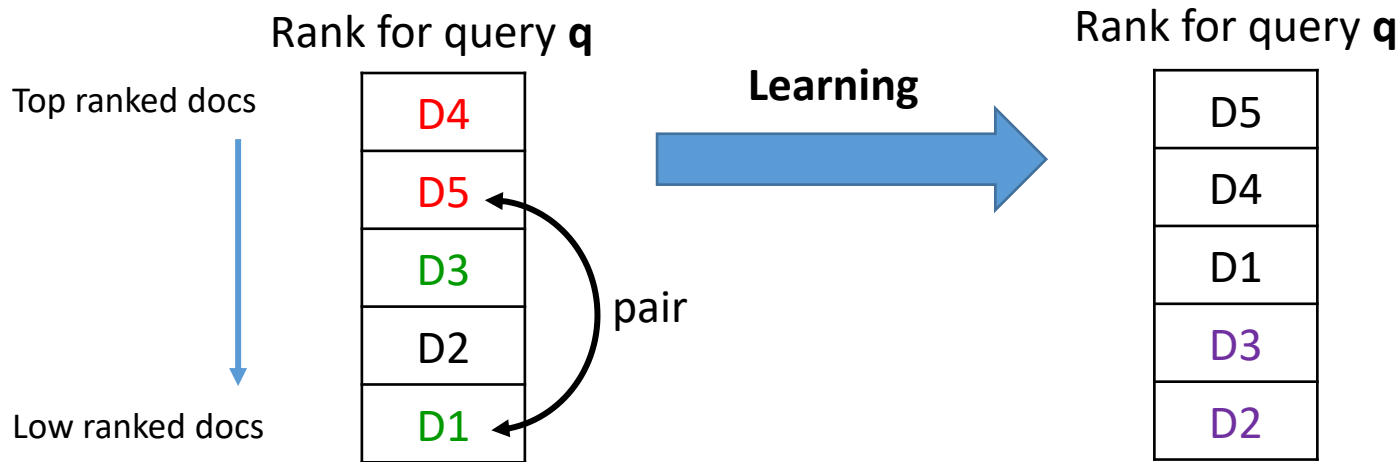 Rank for query q
Top ranked docs
D4
D5
D3
D2
D1
Low ranked docs
pair
Learning
Rank for query q
D5
D4
D1
D3
D2